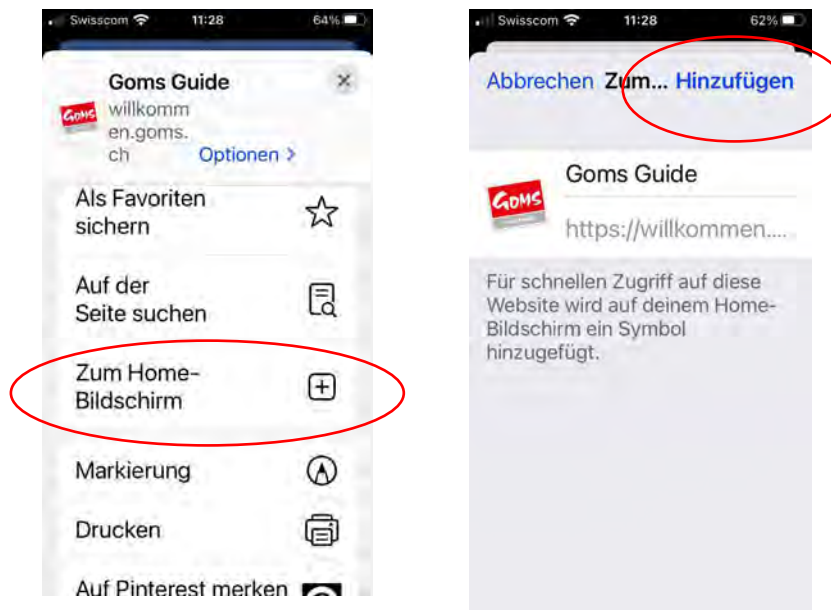 Swisscom 11:28 64%
Goms Guide
GOMS
willkomm
en.goms.
ch Optionen >
Als Favoriten
sichern
Auf der
Seite suchen
Zum Home-
Bildschirm
Markierung
Drucken
Auf Pinterest merken
Swisscom 11:28 62%
Abbrechen Zum... Hinzufügen
Goms Guide
GOMS
https://willkommen....
Für schnellen Zugriff auf diese
Website wird auf deinem Home-
Bildschirm ein Symbol
hinzugefügt.